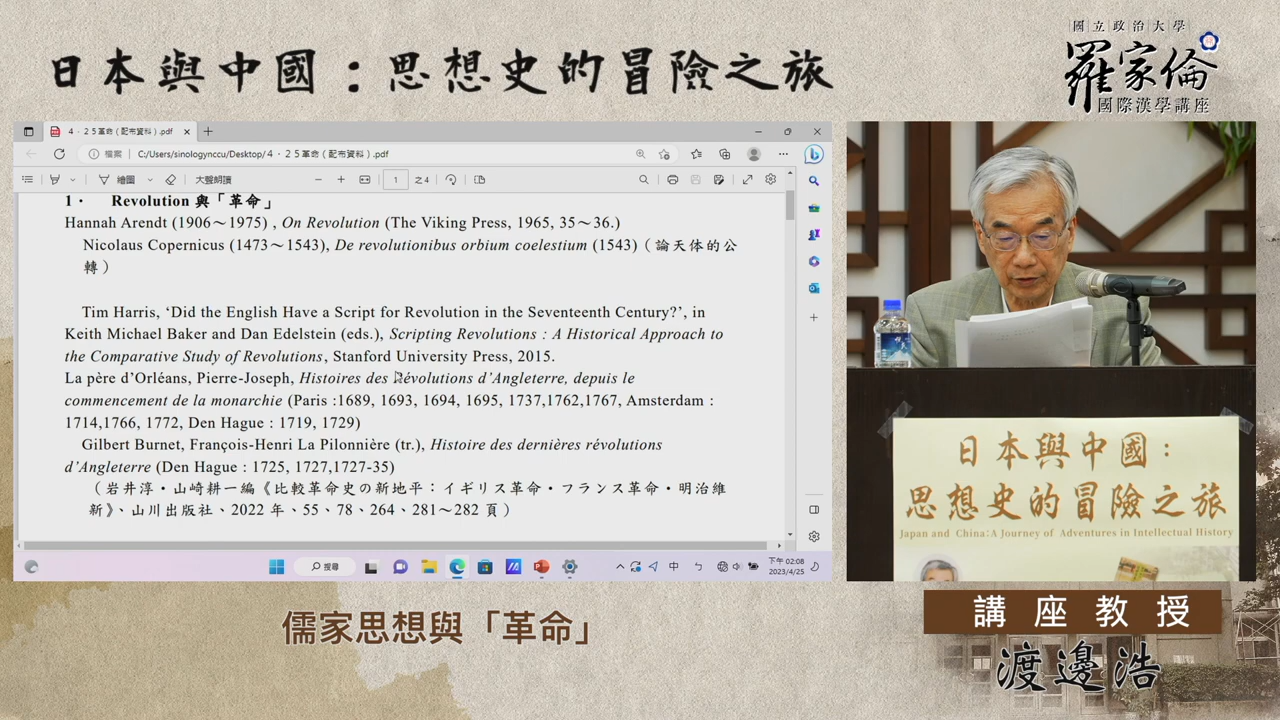 日本與中國：思想史的冒險之旅
國立政治大學
羅家倫
國際漢學講座
4．25革命（配布資料）.pdf
檔案 C:/Users/sinologynccu/Desktop/4．25革命（配布資料）.pdf
繪圖 大聲朗讀 1 之4
1． Revolution 與「革命」
Hannah Arendt (1906～1975) , On Revolution (The Viking Press, 1965, 35～36.)
Nicolaus Copernicus (1473～1543), De revolutionibus orbium coelestium (1543)（論天体的公
轉）
Tim Harris, ‘Did the English Have a Script for Revolution in the Seventeenth Century?’, in
Keith Michael Baker and Dan Edelstein (eds.), Scripting Revolutions : A Historical Approach to
the Comparative Study of Revolutions, Stanford University Press, 2015.
La père d’Orléans, Pierre-Joseph, Histoires des Révolutions d’Angleterre, depuis le
commencement de la monarchie (Paris :1689, 1693, 1694, 1695, 1737,1762,1767, Amsterdam :
1714,1766, 1772, Den Hague : 1719, 1729)
Gilbert Burnet, François-Henri La Pilonnière (tr.), Histoire des dernières révolutions
d’Angleterre (Den Hague : 1725, 1727,1727-35)
（岩井淳・山﨑耕一編《比較革命史の新地平：イギリス革命・フランス革命・明治維
新》、山川出版社、2022 年、55、78、264、281～282 頁）
搜尋
中
下午 02:08
2023/4/25
日本與中國：
思想史的冒險之旅
Japan and China:A Journey of Adventures in Intellectual History
儒家思想與「革命」
講座教授
渡邊浩